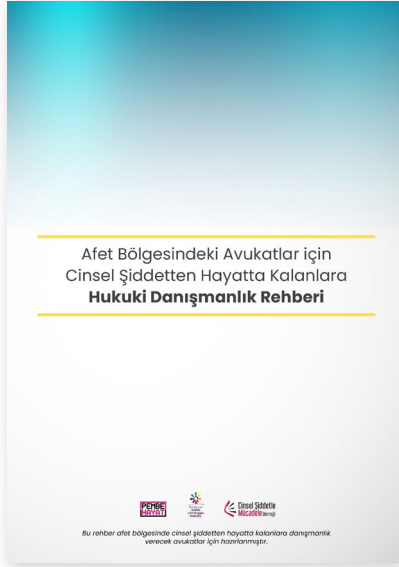 Afet Bölgesindeki Avukatlar için
Cinsel Şiddetten Hayatta Kalanlara
Hukuki Danışmanlık Rehberi
PEMBE
HAYAT
Cinsel Şiddetle
Mücadele Derneği
Bu rehber afet bölgesinde cinsel şiddetten hayatta kalanlara danışmanlık
verecek avukatlar için hazırlanmıştır.